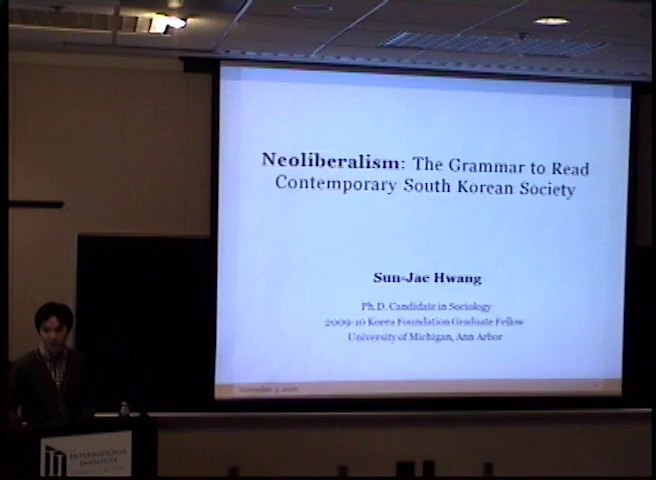 Neoliberalism: The Grammar to Read
Contemporary South Korean Society
Sun-Jae Hwang
Ph.D. Candidate in Sociology
2009-10 Korea Foundation Graduate Fellow
University of Michigan, Ann Arbor
INTERNATIONAL
INSTITUTE